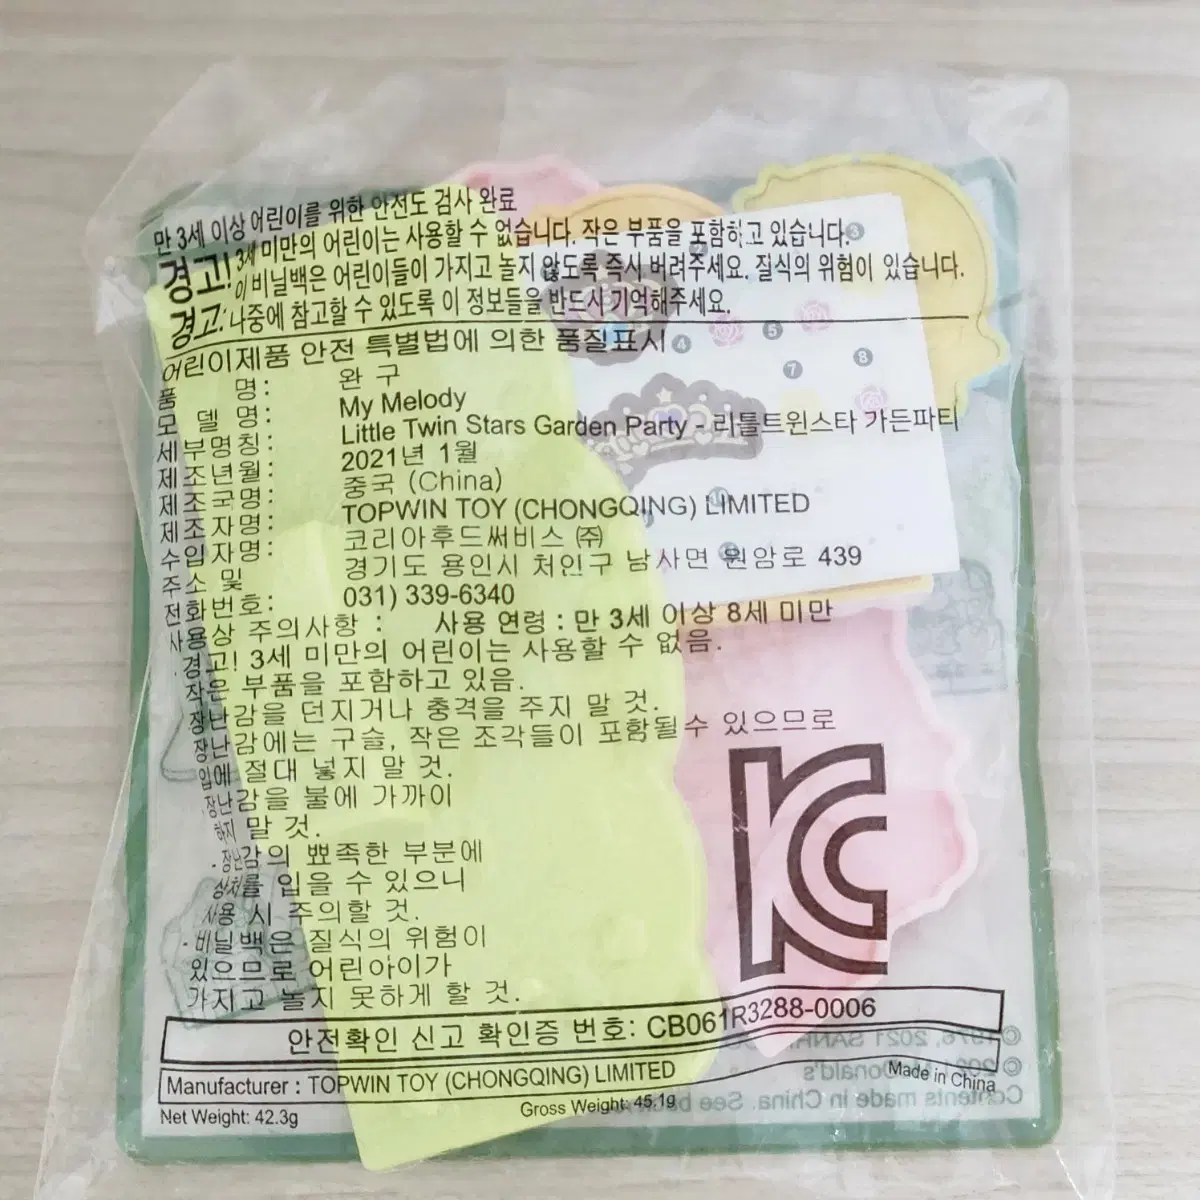 만 3세 이상 어린이를 위한 안전도 검사 완료
경고! 3세 미만의 어린이는 사용할 수 없습니다. 작은 부품을 포함하고 있습니다.
이 비닐백은 어린이들이 가지고 놀지 않도록 즉시 버려주세요. 질식의 위험이 있습니다.
경고: 나중에 참고할 수 있도록 이 정보들을 반드시 기억해주세요.
어린이제품 안전 특별법에 의한 품질표시
품 명: 완 구
모 델 명: My Melody
세부명칭: Little Twin Stars Garden Party - 리틀트윈스타 가든파티
제조년월: 2021년 1월
제조국명: 중국 (China)
제조자명: TOPWIN TOY (CHONGQING) LIMITED
수입자명: 코리아후드써비스 ㈜
주소 및 경기도 용인시 처인구 남사면 원암로 439
전화번호: 031) 339-6340
사용상 주의사항 : 사용 연령 : 만 3세 이상 8세 미만
· 경고! 3세 미만의 어린이는 사용할 수 없음.
작은 부품을 포함하고 있음.
· 장난감을 던지거나 충격을 주지 말 것.
· 장난감에는 구슬, 작은 조각들이 포함될 수 있으므로
입에 절대 넣지 말 것.
· 장난감을 불에 가까이
하지 말 것.
· 장난감의 뾰족한 부분에
상처를 입을 수 있으니
사용 시 주의할 것.
· 비닐백은 질식의 위험이
있으므로 어린아이가
가지고 놀지 못하게 할 것.
KC
안전확인 신고 확인증 번호: CB061R3288-0006
Manufacturer : TOPWIN TOY (CHONGQING) LIMITED
Made in China
Net Weight: 42.3g
Gross Weight: 45.1g
3
4
5
7
8